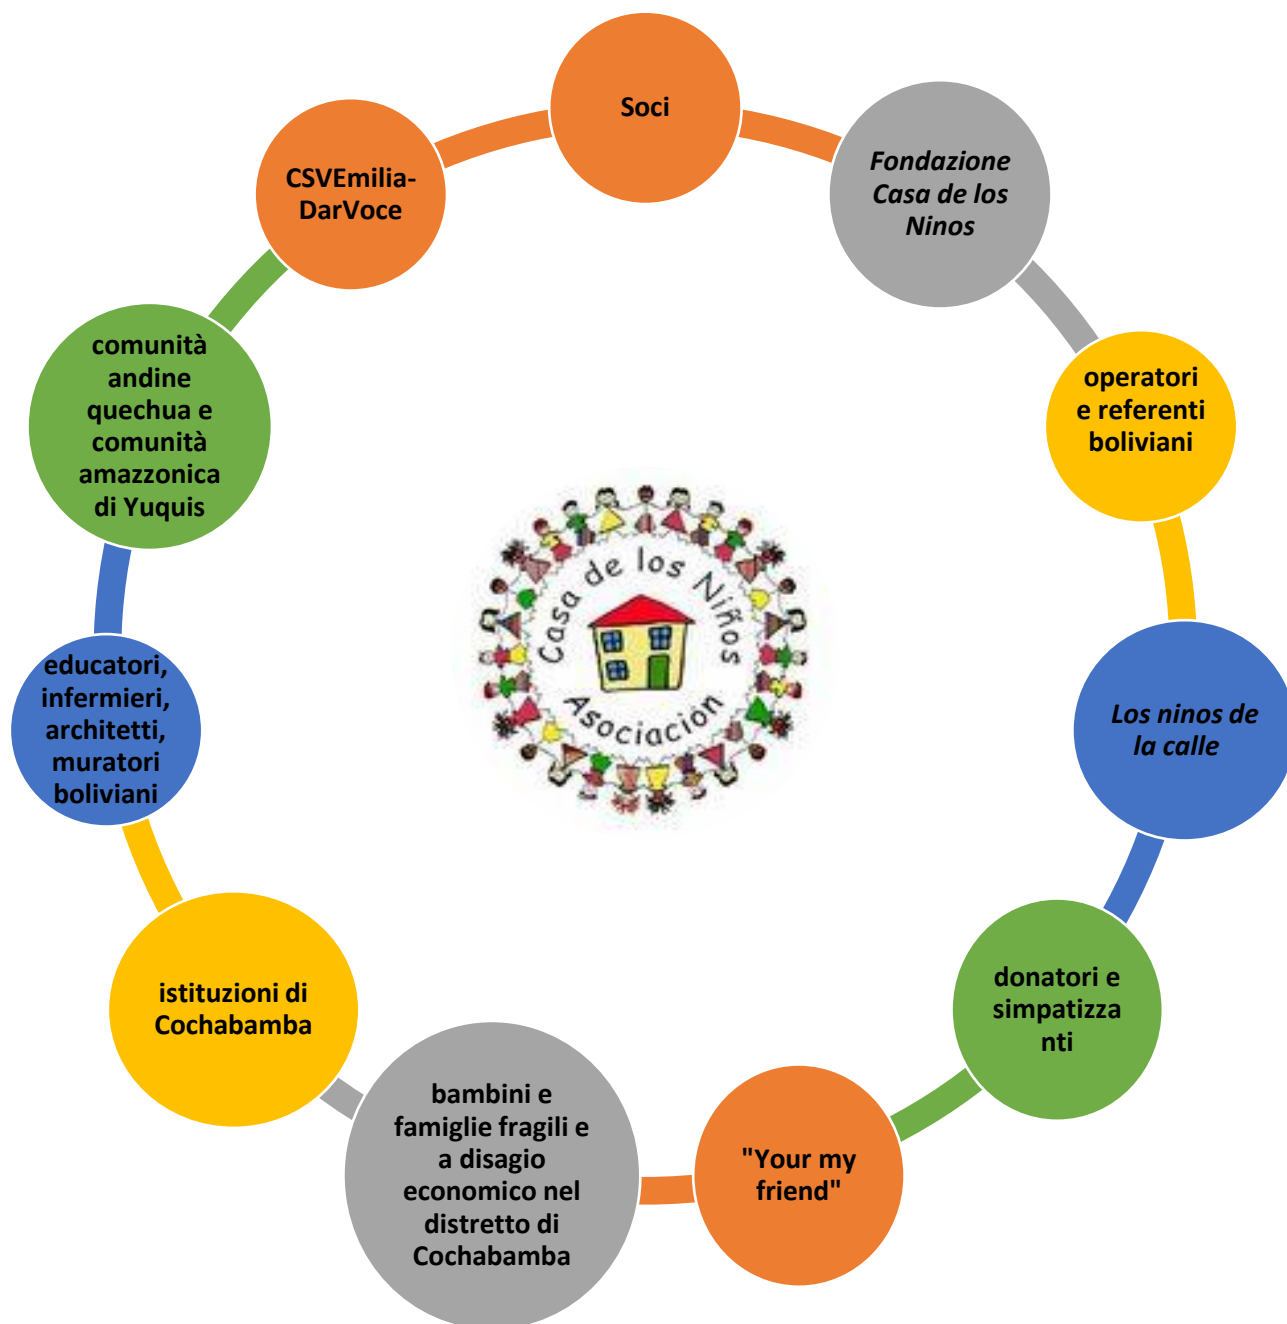 Soci
Fondazione
Casa de los
Ninos
operatori
e referenti
boliviani
Los ninos de
la calle
donatori e
simpatizza
nti
"Your my
friend"
bambini e
famiglie fragili e
a disagio
economico nel
distretto di
Cochabamba
istituzioni di
Cochabamba
educatori,
infermieri,
architetti,
muratori
boliviani
comunità
andine
quechua e
comunità
amazzonica
di Yuquis
CSVEmilia-
DarVoce
Casa de los Niños
Asociación